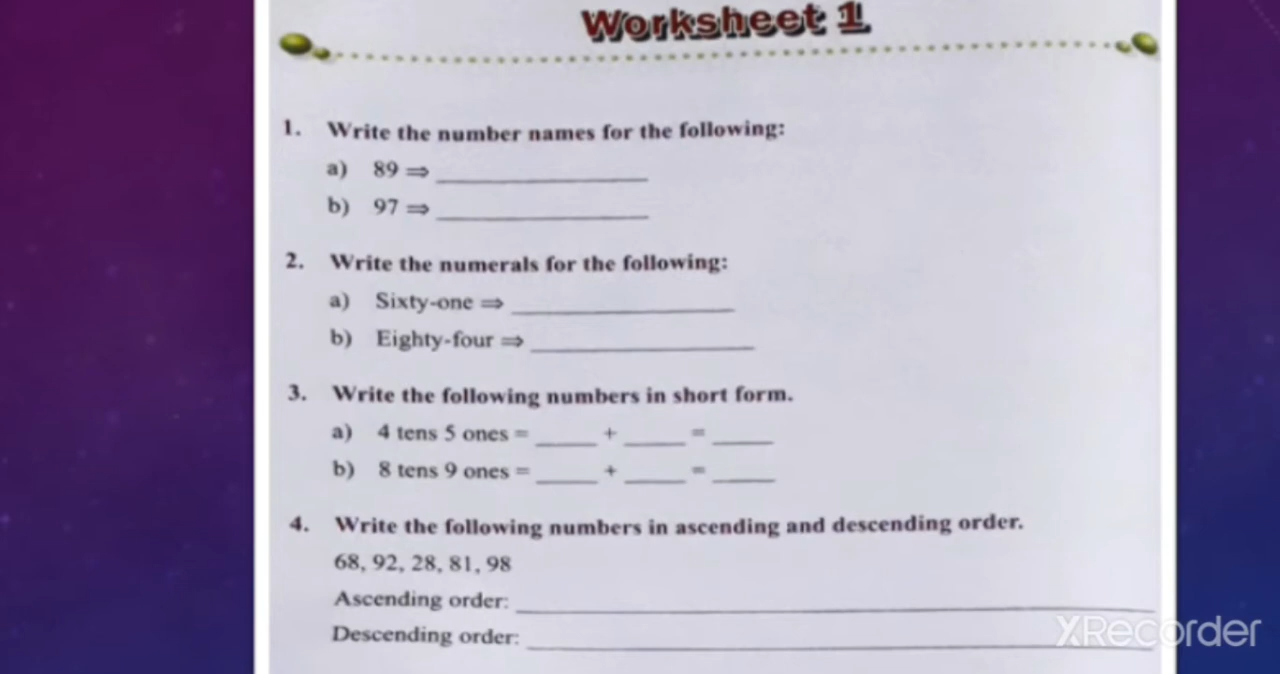 Worksheet 1
1. Write the number names for the following:
a) 89 ⇒ ____________
b) 97 ⇒ ____________
2. Write the numerals for the following:
a) Sixty-one ⇒ ____________
b) Eighty-four ⇒ ____________
3. Write the following numbers in short form.
a) 4 tens 5 ones = ____ + ____ = ____
b) 8 tens 9 ones = ____ + ____ = ____
4. Write the following numbers in ascending and descending order.
68, 92, 28, 81, 98
Ascending order: ____________
Descending order: ____________
XRecorder